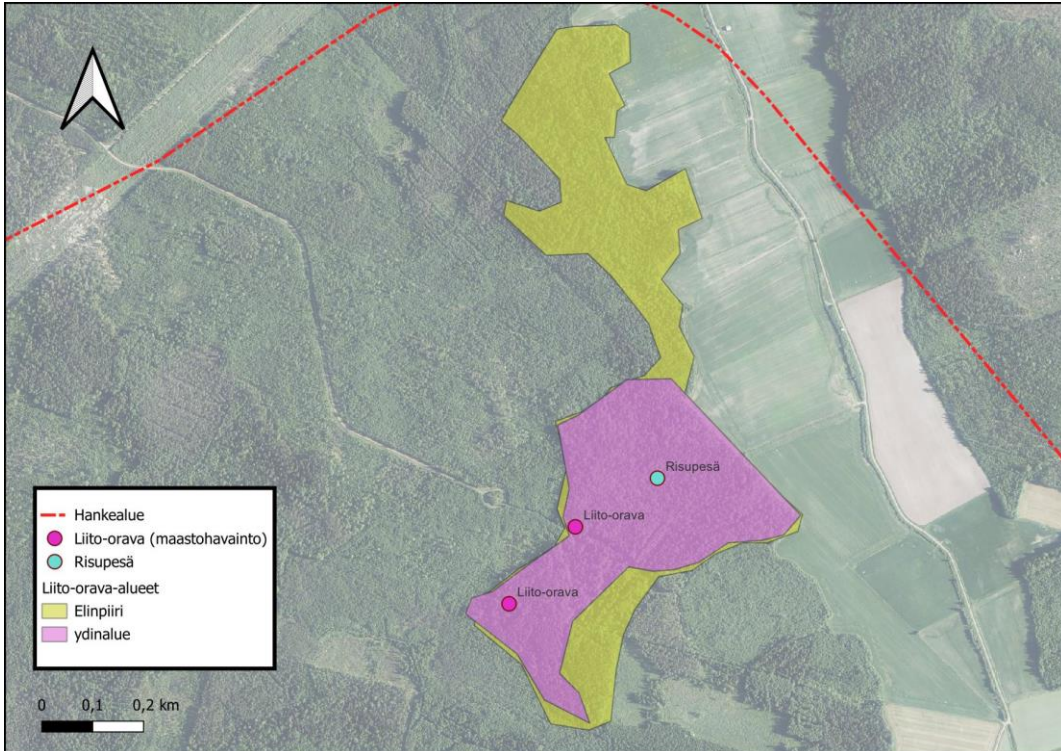 Risupesä
Liito-orava
Liito-orava
Hankealue
Liito-orava (maastohavainto)
Risupesä
Liito-orava-alueet
Elinpiiri
ydinalue
0 0,1 0,2 km